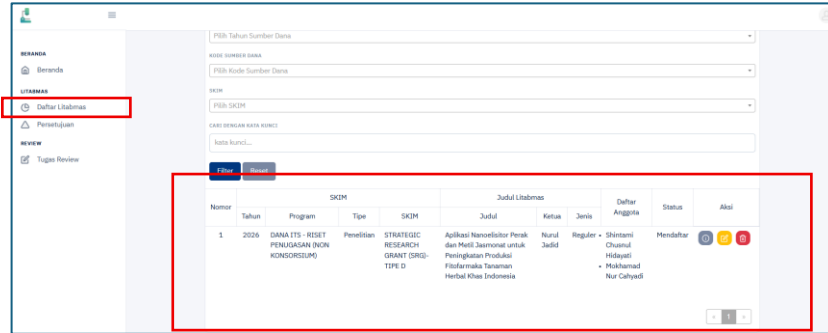 Pilih Tahun Sumber Dana
BERANDA
Beranda
LITABMAS
Daftar Litabmas
Persetujuan
REVIEW
Tugas Review
KODE SUMBER DANA
Pilih Kode Sumber Dana
SKIM
Pilih SKIM
CARI DENGAN KATA KUNCI
kata kunci...
Filter Reset
Nomor SKIM Judul Litabmas Daftar Anggota Status Aksi
Tahun Program Tipe SKIM Judul Ketua Jenis
1 2026 DANA ITS - RISET Penelitian STRATEGIC Aplikasi Nanoelisitor Perak Nurul Reguler • Shintami Mendaftar
PENUGASAN (NON RESEARCH dan Metil Jasmonat untuk Jadid Chusnul
KONSORSIUM) GRANT (SRG)- Peningkatan Produksi Hidayati
TYPE D Fitofarmaka Tanaman • Mokhamad
Herbal Khas Indonesia Nur Cahyadi
« 1 »